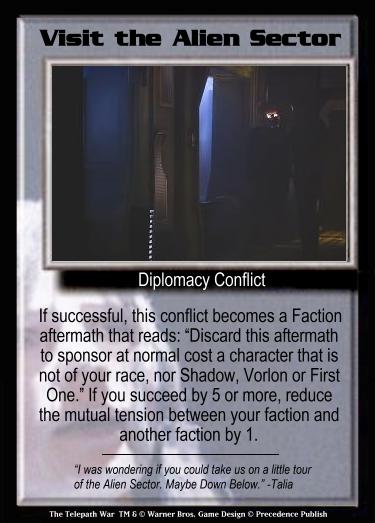 Visit the Alien Sector
Diplomacy Conflict
If successful, this conflict becomes a Faction
aftermath that reads: “Discard this aftermath
to sponsor at normal cost a character that is
not of your race, nor Shadow, Vorlon or First
One.” If you succeed by 5 or more, reduce
the mutual tension between your faction and
another faction by 1.
“I was wondering if you could take us on a little tour
of the Alien Sector. Maybe Down Below.” -Talia
The Telepath War TM & © Warner Bros. Game Design © Precedence Publish